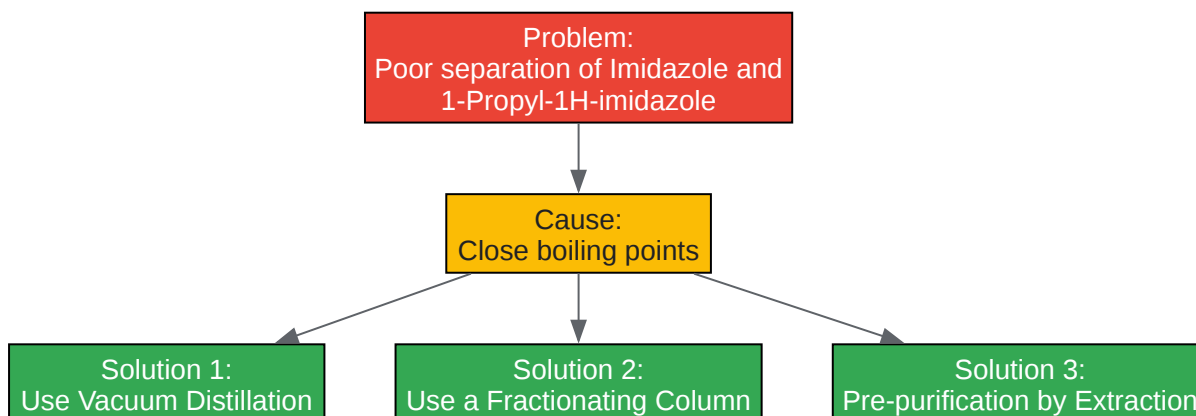 Problem:
Poor separation of Imidazole and
1-Propyl-1H-imidazole
Cause:
Close boiling points
Solution 1:
Use Vacuum Distillation
Solution 2:
Use a Fractionating Column
Solution 3:
Pre-purification by Extraction